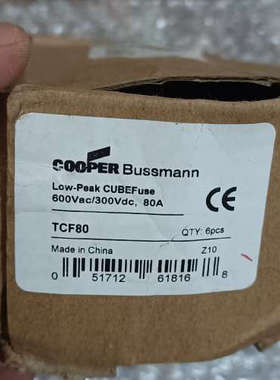 COOPER Bussmann
Low-Peak CUBEFuse
600Vac/300Vdc, 80A
CE
TCF80
QTY: 6pcs
Made in China
Z10
0 51712 61816 8